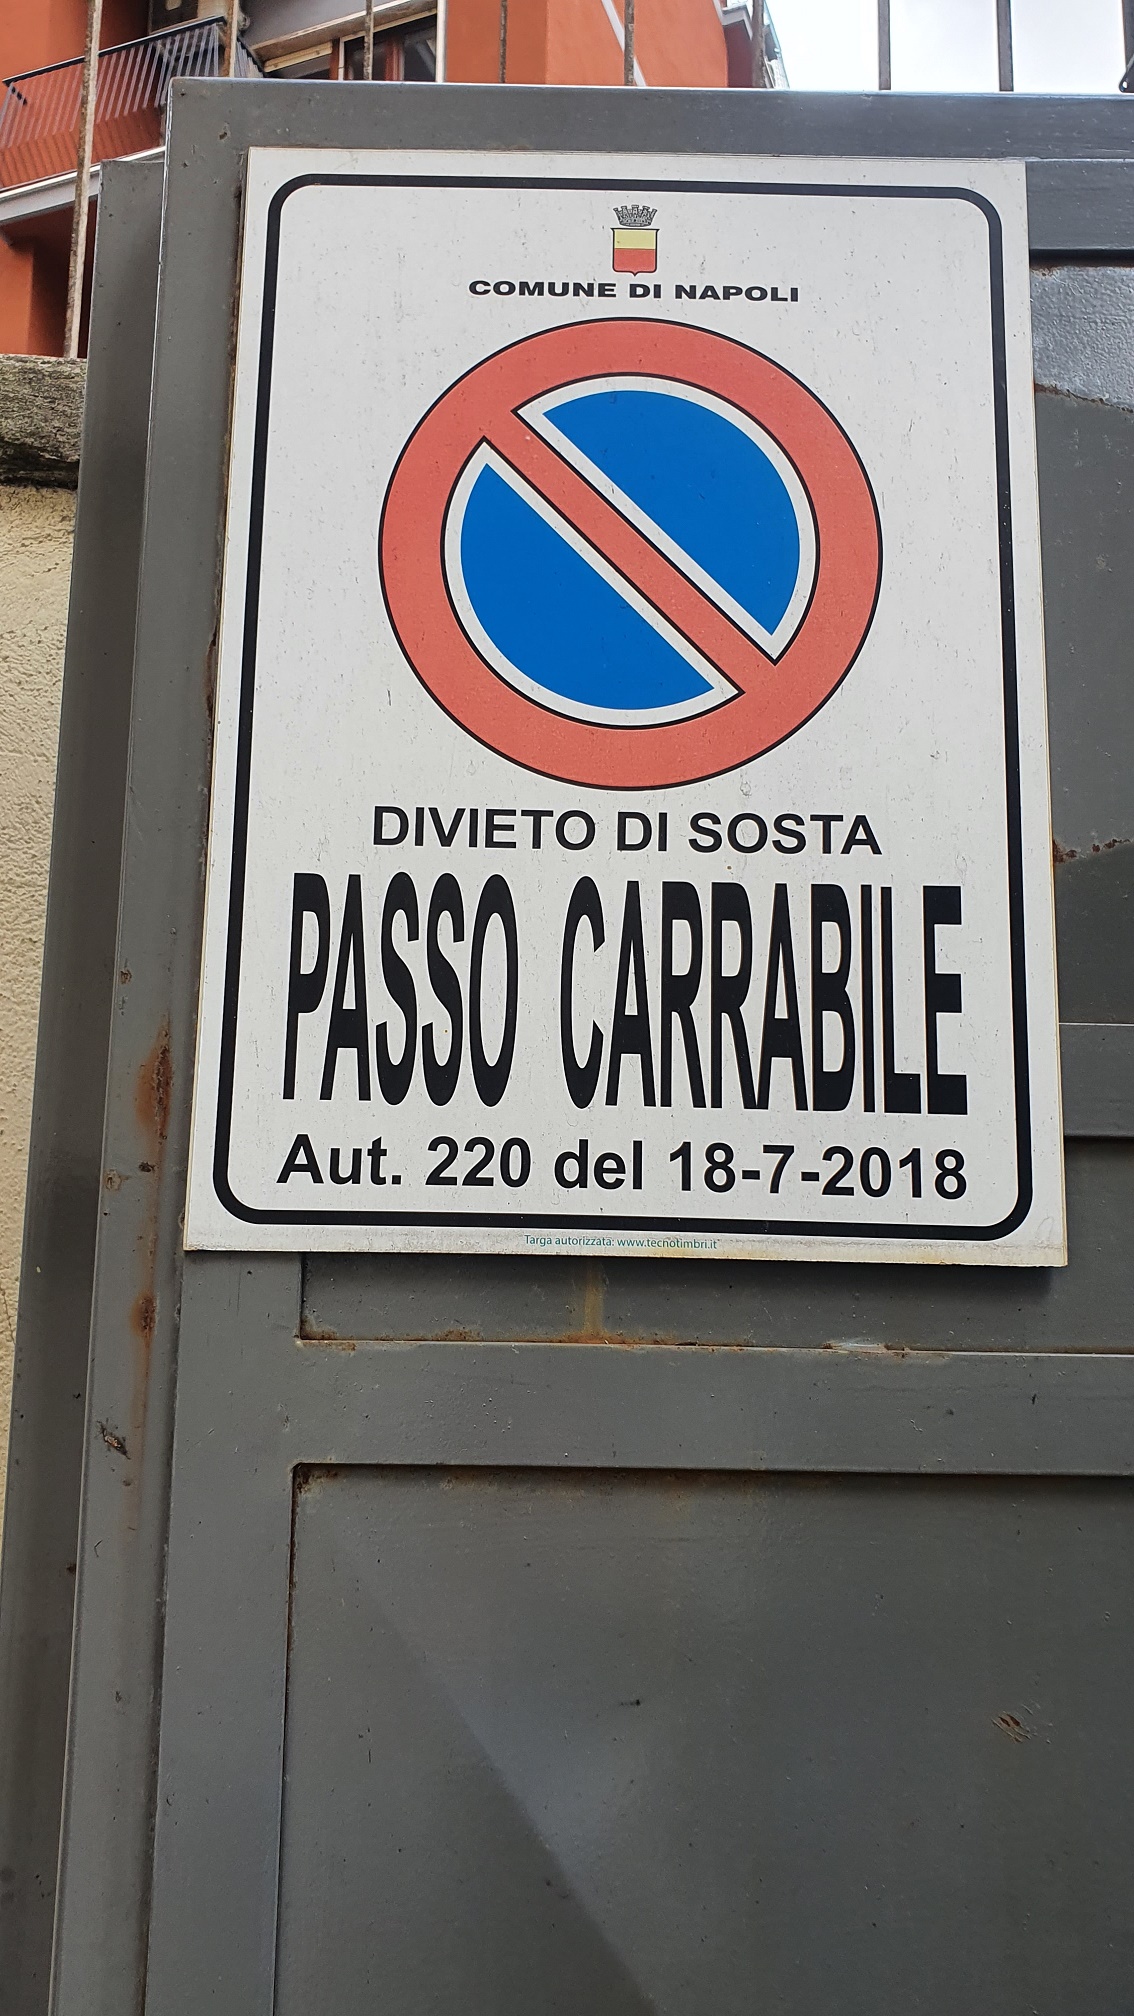 COMUNE DI NAPOLI
DIVIETO DI SOSTA
PASSO CARRABILE
Aut. 220 del 18-7-2018
Targa autorizzata: www.tecnotimbri.it